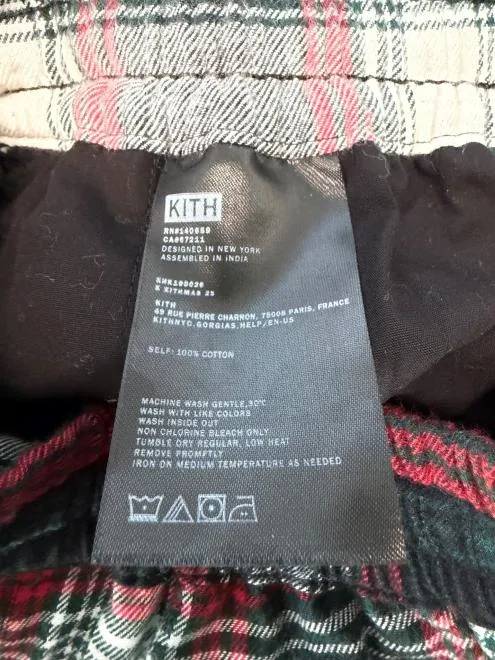 KITH
RN#140659
CA#67211
DESIGNED IN NEW YORK
ASSEMBLED IN INDIA
K KITHMAS 25
KITH
49 RUE PIERRE CHARRON, 75008 PARIS, FRANCE
KITHNYC.GORGIAS.HELP/EN-US
SELF: 100% COTTON
MACHINE WASH GENTLE,30°C
WASH WITH LIKE COLORS
WASH INSIDE OUT
NON CHLORINE BLEACH ONLY
TUMBLE DRY REGULAR, LOW HEAT
REMOVE PROMPTLY
IRON ON MEDIUM TEMPERATURE AS NEEDED